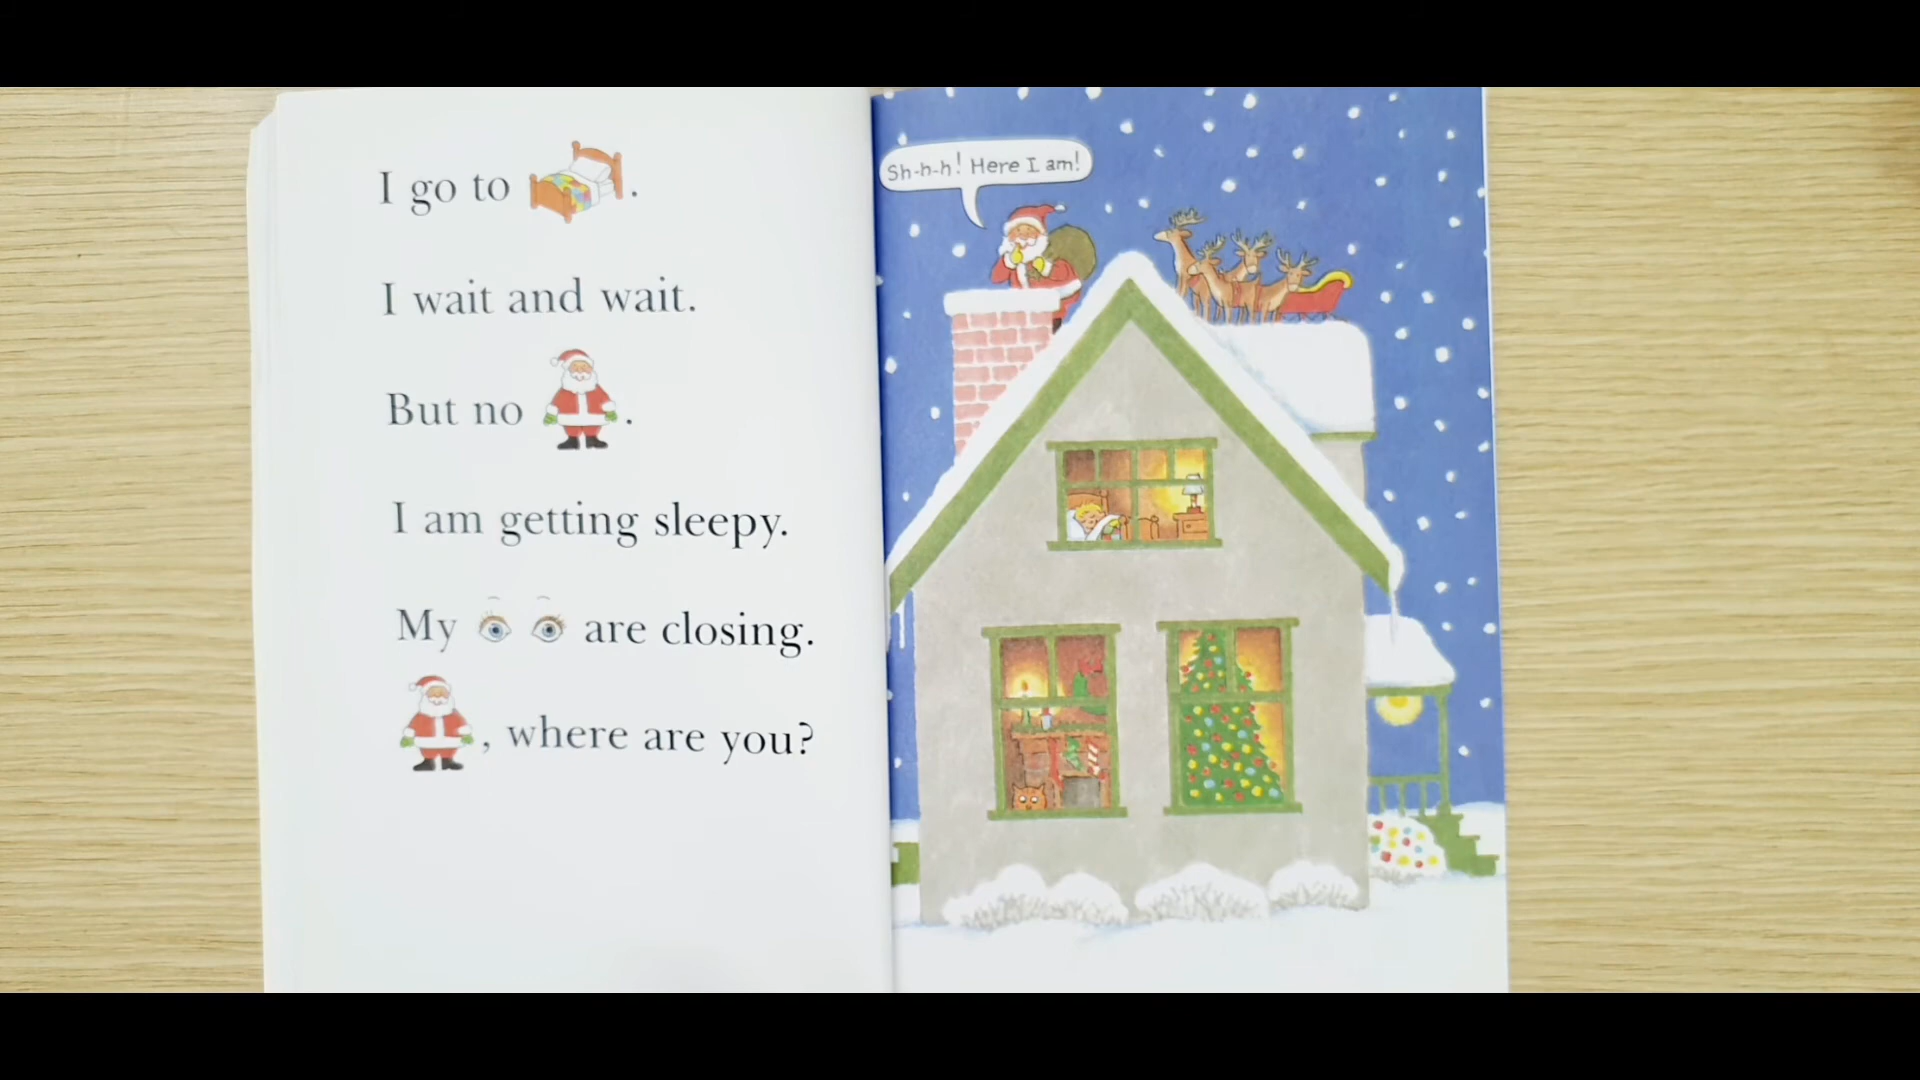 I go to .
I wait and wait.
But no .
I am getting sleepy.
My are closing.
, where are you?
Sh-h-h! Here I am!